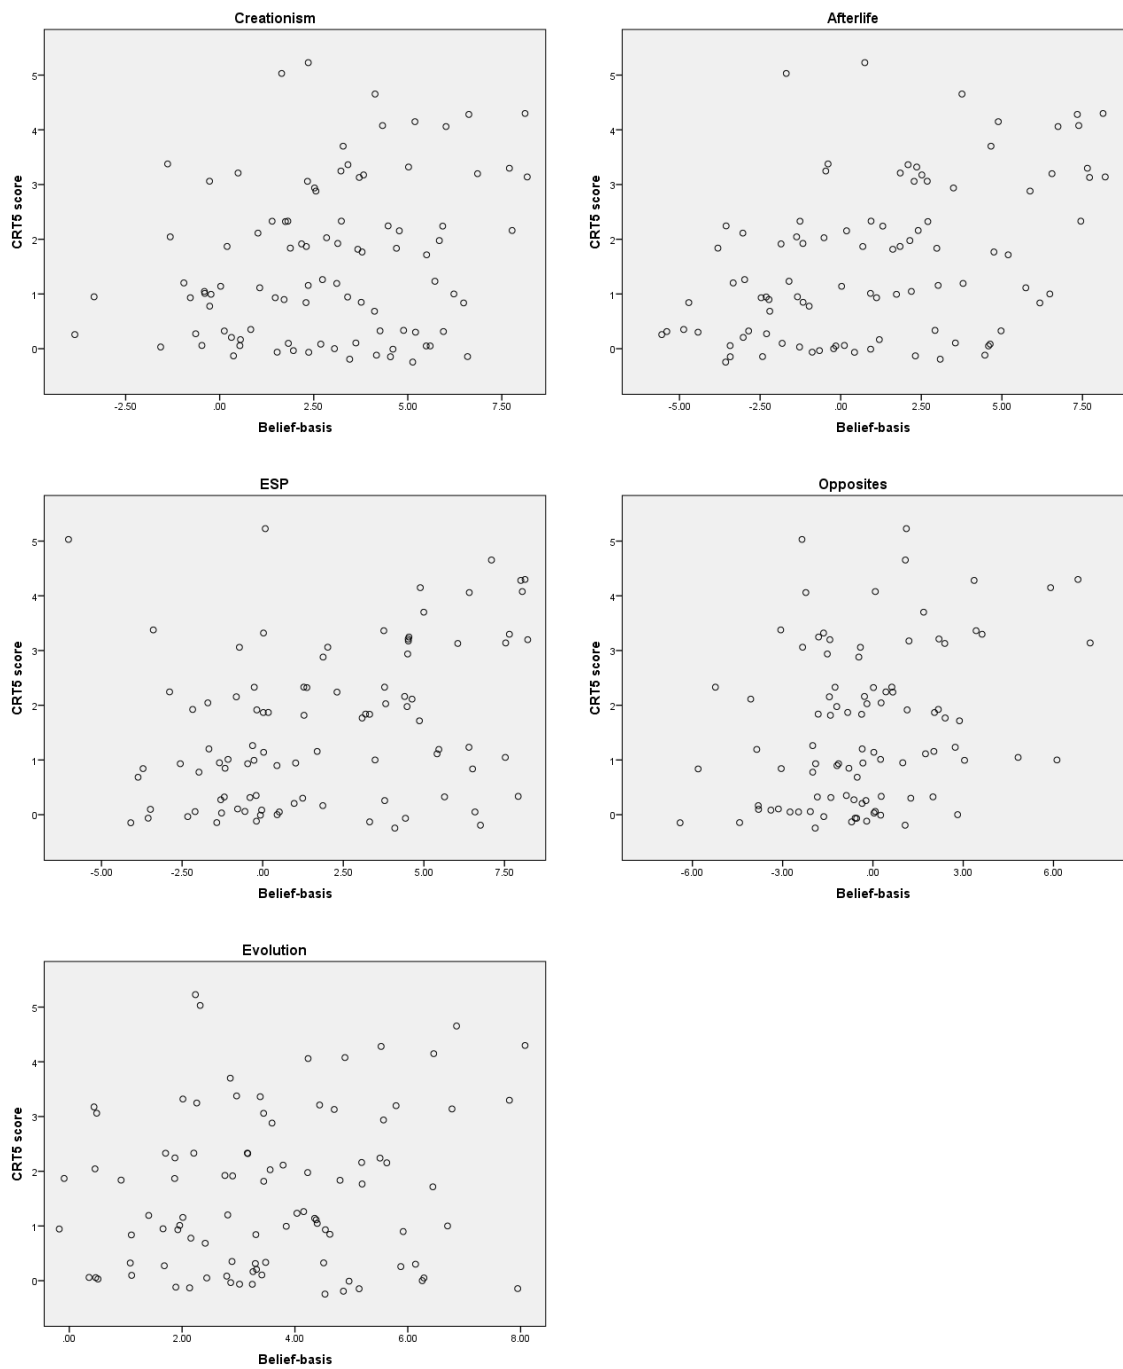 Creationism
CRT5 score
5
4
3
2
1
0
-2.50 .00 2.50 5.00 7.50
Belief-basis
Afterlife
CRT5 score
5
4
3
2
1
0
-5.00 -2.50 .00 2.50 5.00 7.50
Belief-basis
ESP
CRT5 score
5
4
3
2
1
0
-5.00 -2.50 .00 2.50 5.00 7.50
Belief-basis
Opposites
CRT5 score
5
4
3
2
1
0
-6.00 -3.00 .00 3.00 6.00
Belief-basis
Evolution
CRT5 score
5
4
3
2
1
0
.00 2.00 4.00 6.00 8.00
Belief-basis